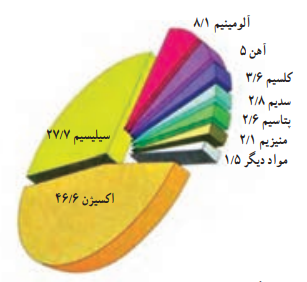 آلومینیم ۸/۱
آهن ۵
کلسیم ۳/۶
سدیم ۲/۸
پتاسیم ۲/۶
منیزیم ۲/۱
مواد دیگر ۱/۵
سیلیسیم ۲۷/۷
اکسیژن ۴۶/۶